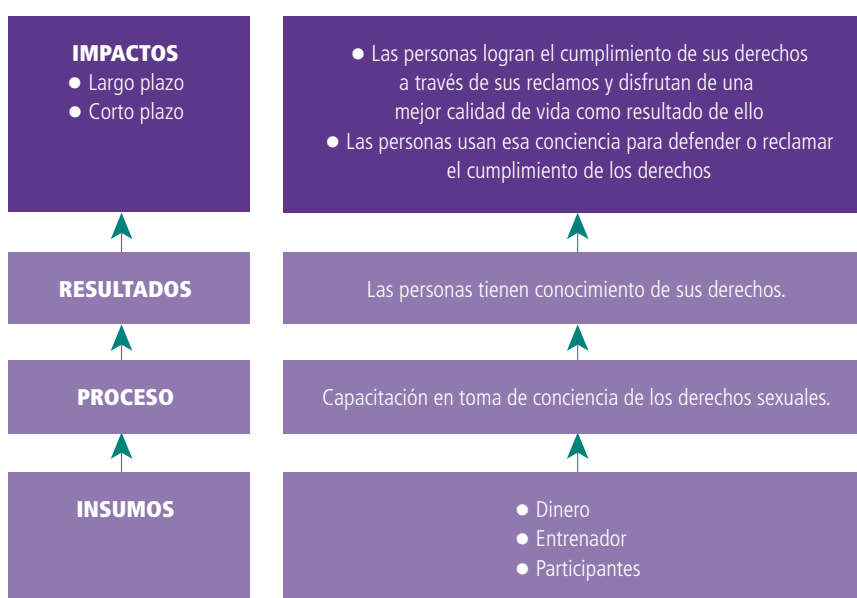 IMPACTOS
● Largo plazo
● Corto plazo
● Las personas logran el cumplimiento de sus derechos
a través de sus reclamos y disfrutan de una
mejor calidad de vida como resultado de ello
● Las personas usan esa conciencia para defender o reclamar
el cumplimiento de los derechos
RESULTADOS
Las personas tienen conocimiento de sus derechos.
PROCESO
Capacitación en toma de conciencia de los derechos sexuales.
INSUMOS
● Dinero
● Entrenador
● Participantes